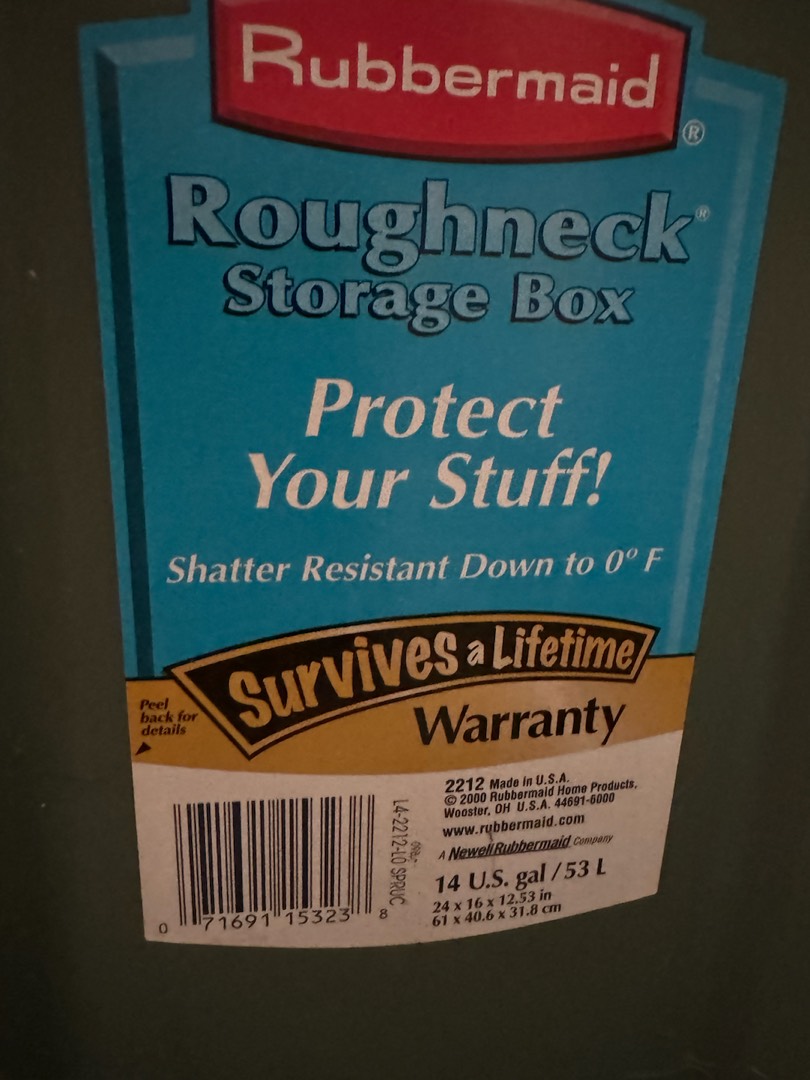 Rubbermaid
®
Roughneck®
Storage Box
Protect
Your Stuff!
Shatter Resistant Down to 0° F
Survives a Lifetime
Warranty
Peel
back for
details
2212 Made in U.S.A.
© 2000 Rubbermaid Home Products,
Wooster, OH U.S.A. 44691-6000
www.rubbermaid.com
A Newell Rubbermaid Company
14 U.S. gal / 53 L
24 x 16 x 12.53 in
61 x 40.6 x 31.8 cm
L4-2212-LO SPRUC
0 71691 15323 8